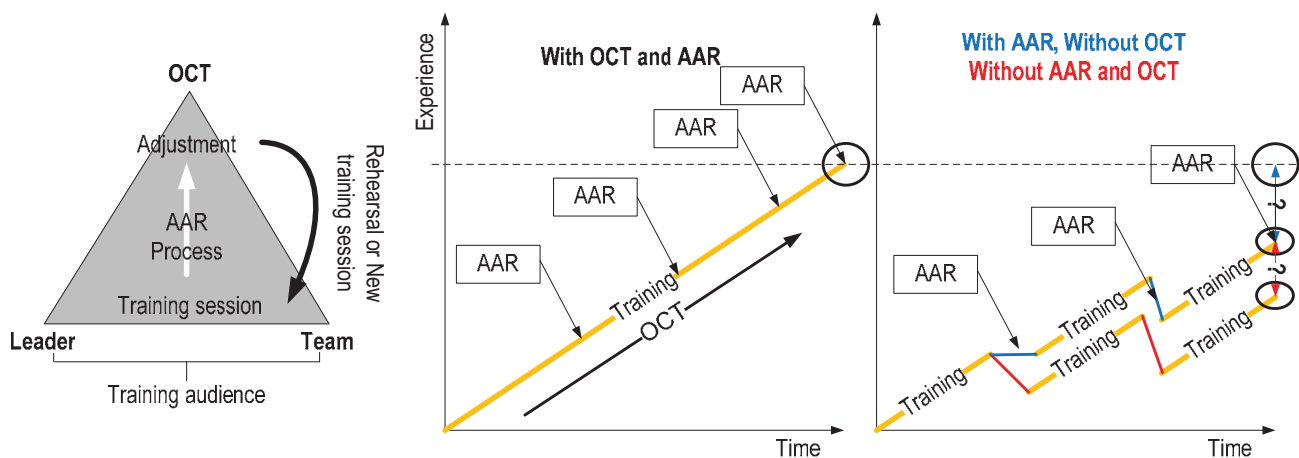 OCT
Adjustment
AAR
Process
Training session
Leader
Team
Training audience
Rehearsal or New
training session
Experience
With OCT and AAR
AAR
AAR
AAR
AAR
Training
OCT
Time
With AAR, Without OCT
Without AAR and OCT
AAR
AAR
AAR
?
?
Training
Training
Training
Training
Training
Time